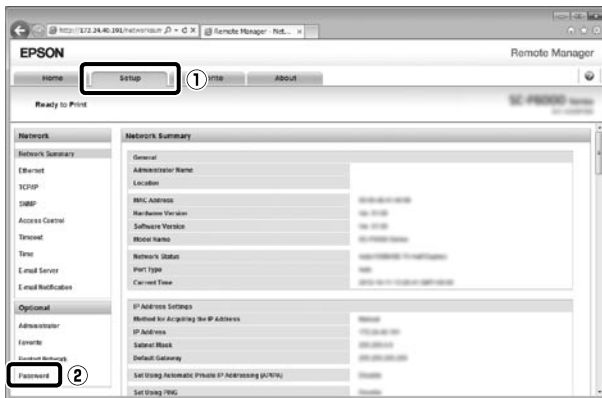 http://172.24.40.191/networksum
Remote Manager - Net...
EPSON
Remote Manager
Home
Setup
①
About
Ready to Print
Network
Network Summary
Ethernet
TCP/IP
SNMP
Access Control
Timeout
Time
E-mail Server
E-mail Notification
Optional
Administrator
Favorite
Restart Network
Password
②
Network Summary
General
Administrator Name
Location
MAC Address
Hardware Version
Software Version
Model Name
Network Status
Port Type
Current Time
IP Address Settings
Method for Acquiring the IP Address
IP Address
Subnet Mask
Default Gateway
Set Using Automatic Private IP Addressing (APIPA)
Set Using PING